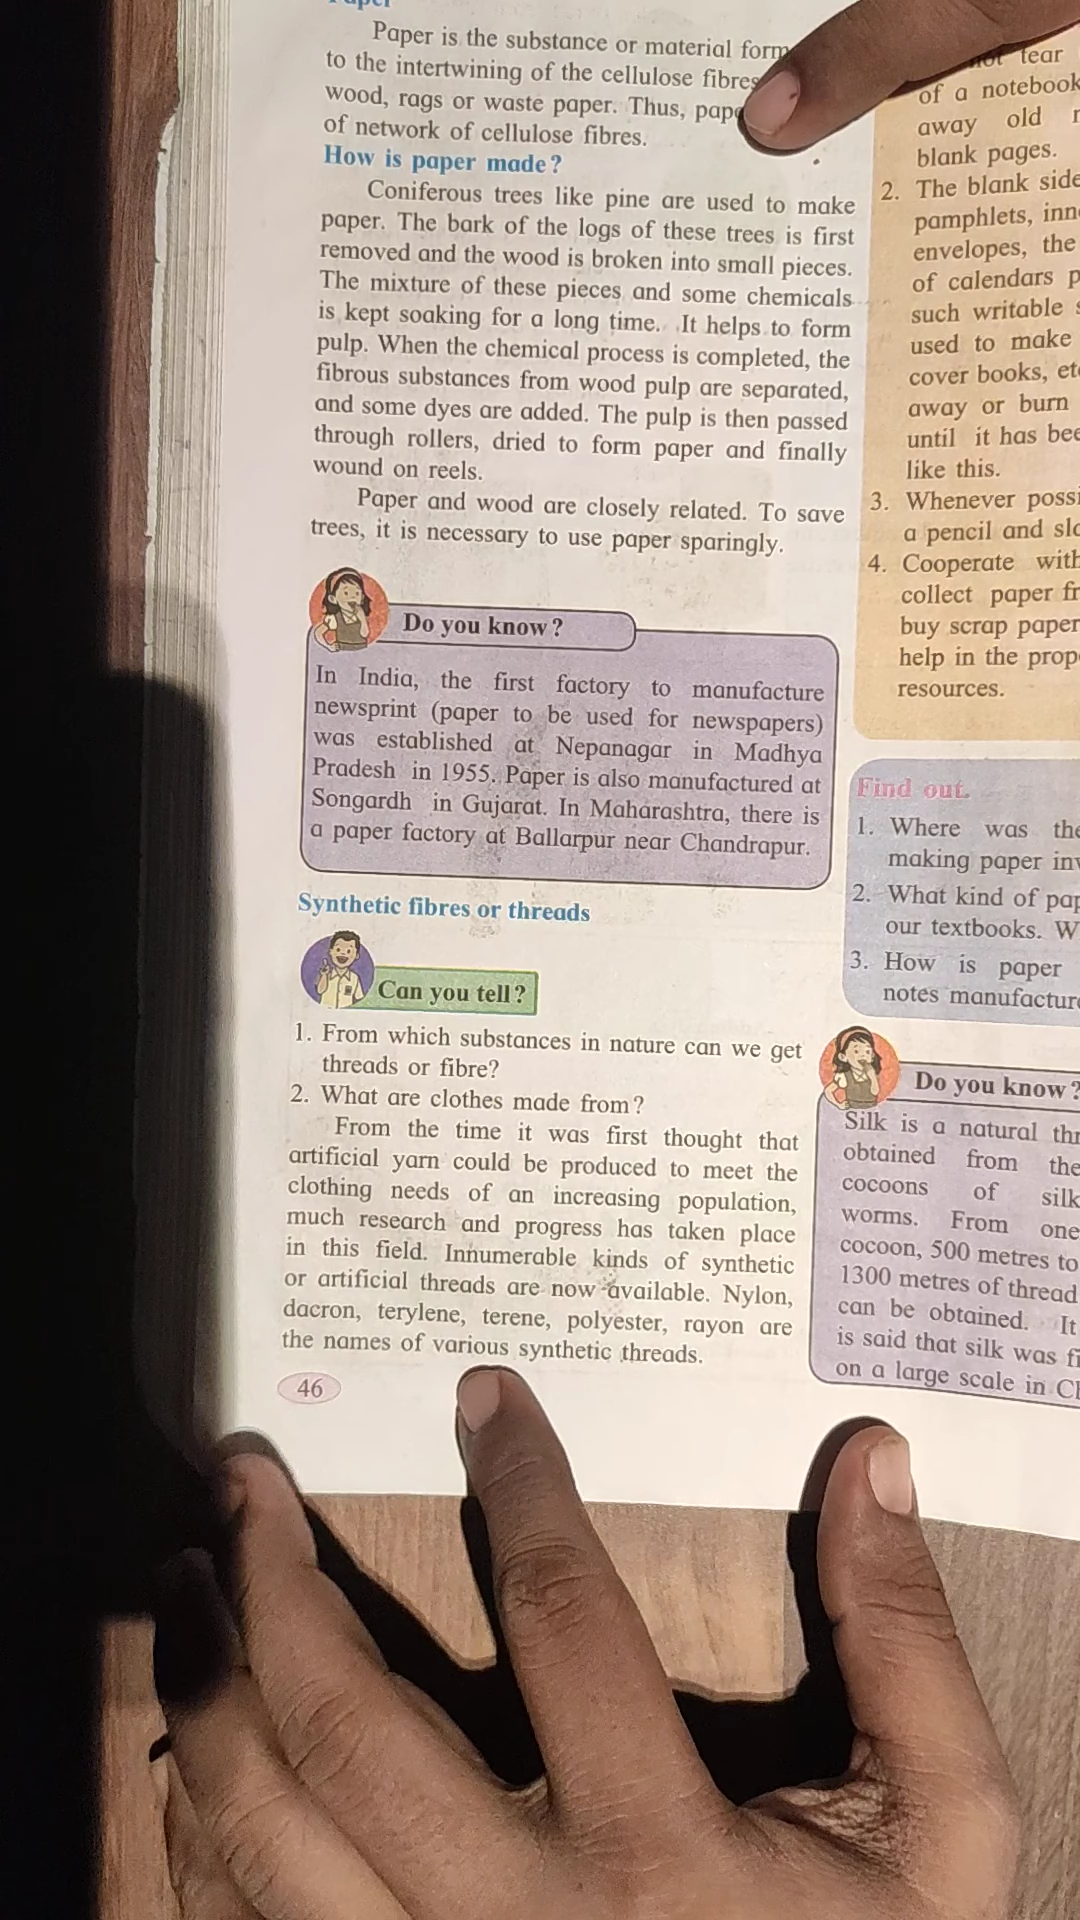 Paper
Paper is the substance or material
to the intertwining of the cellulose fibres
wood, rags or waste paper. Thus,
of network of cellulose fibres.
How is paper made?
Coniferous trees like pine are used to make
paper. The bark of the logs of these trees is first
removed and the wood is broken into small pieces.
The mixture of these pieces and some chemicals
is kept soaking for a long time. It helps to form
pulp. When the chemical process is completed, the
fibrous substances from wood pulp are separated,
and some dyes are added. The pulp is then passed
through rollers, dried to form paper and finally
wound on reels.
Paper and wood are closely related. To save
trees, it is necessary to use paper sparingly.
Do you know?
In India, the first factory to manufacture
newsprint (paper to be used for newspapers)
was established at Nepanagar in Madhya
Pradesh in 1955. Paper is also manufactured at
Songardh in Gujarat. In Maharashtra, there is
a paper factory at Ballarpur near Chandrapur.
Synthetic fibres or threads
Can you tell?
1. From which substances in nature can we get
threads or fibre?
2. What are clothes made from?
From the time it was first thought that
artificial yarn could be produced to meet the
clothing needs of an increasing population,
much research and progress has taken place
in this field. Innumerable kinds of synthetic
or artificial threads are now available. Nylon,
dacron, terylene, terene, polyester, rayon are
the names of various synthetic threads.
46
tear
of a notebook
away old
blank pages.
2. The blank side
pamphlets,
envelopes, the
of calendars
such writable
used to make
cover books,
away or burn
until it has
like this.
3. Whenever
a pencil and
4. Cooperate
collect paper
buy scrap paper
help in the
resources.
Find out.
1. Where was
making paper
2. What kind of
our textbooks.
3. How is paper
notes
Do you know?
Silk is a natural
obtained from the
cocoons of silk
worms. From one
cocoon, 500 metres to
1300 metres of thread
can be obtained. It
is said that silk was
on a large scale in